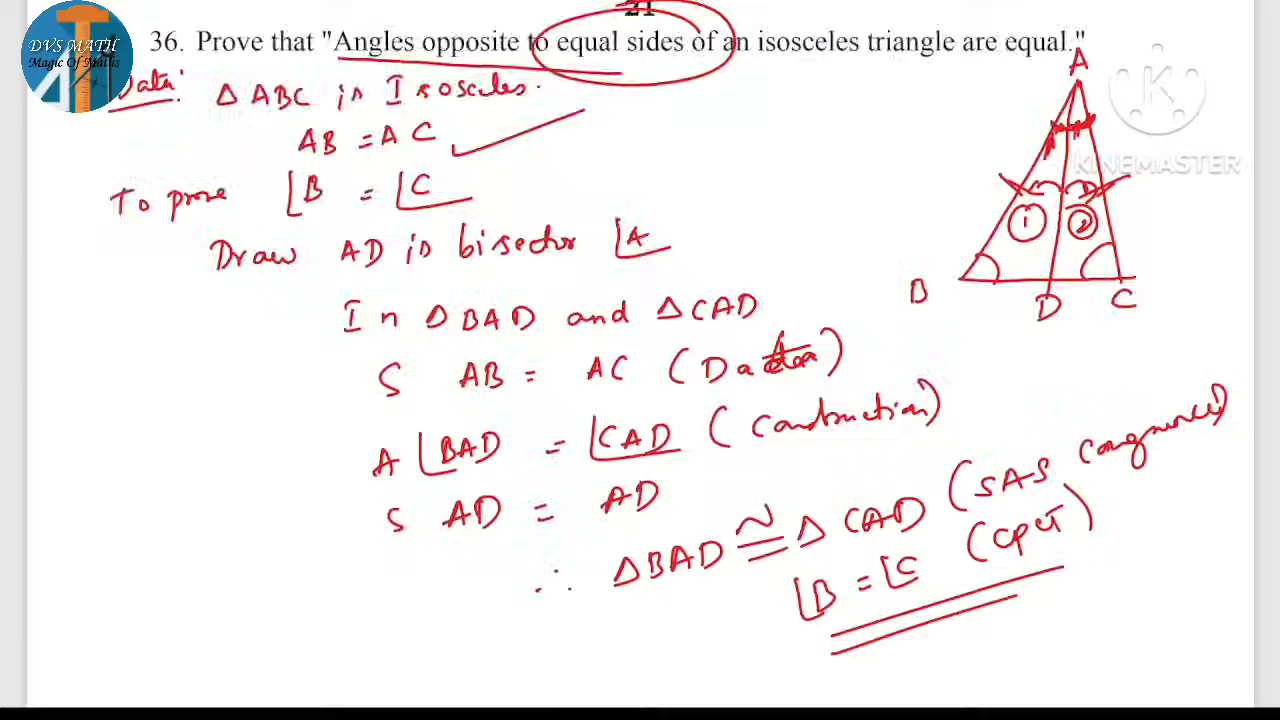 21
DVS MATH
Magic Of Maths
36. Prove that "Angles opposite to equal sides of an isosceles triangle are equal."
Data: Δ ABC is Isosceles.
AB = AC
To prove ∠B = ∠C
Draw AD is bisector ∠A
In Δ BAD and Δ CAD
S AB = AC (Data)
A ∠BAD = ∠CAD (Construction)
S AD = AD
∴ ΔBAD ≅ Δ CAD (SAS Congruence)
∠B = ∠C (CPCT)
A
K
KINEMASTER
1 2
B D C